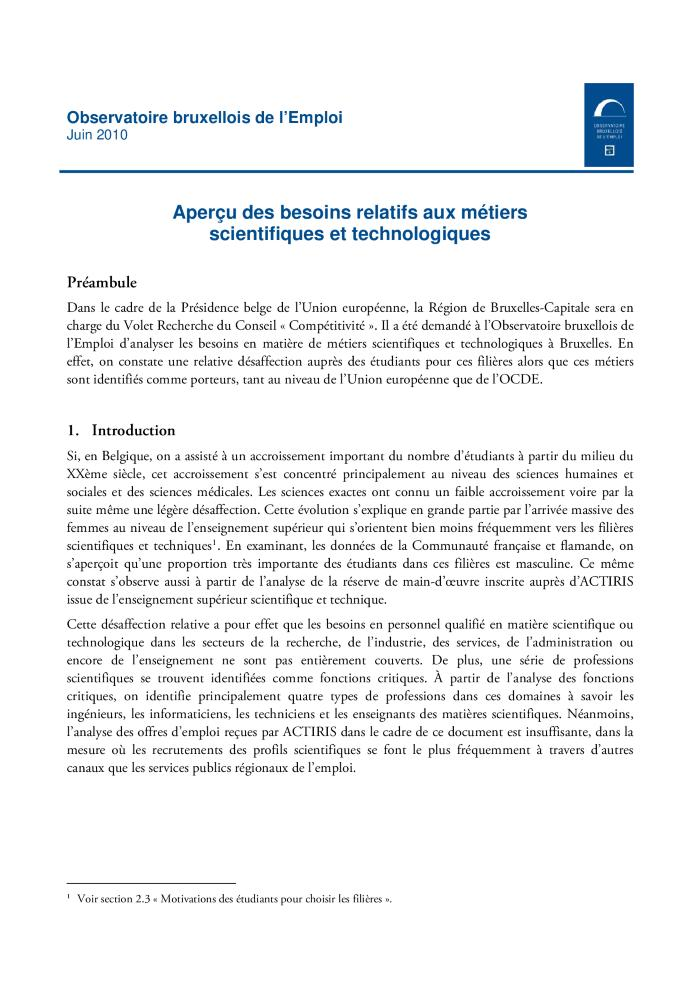 Observatoire bruxellois de l'Emploi
Juin 2010
OBSERVATOIRE
BRUXELLOIS
DE L'EMPLOI
Aperçu des besoins relatifs aux métiers
scientifiques et technologiques
Préambule
Dans le cadre de la Présidence belge de l'Union européenne, la Région de Bruxelles-Capitale sera en
charge du Volet Recherche du Conseil « Compétitivité ». Il a été demandé à l'Observatoire bruxellois de
l'Emploi d'analyser les besoins en matière de métiers scientifiques et technologiques à Bruxelles. En
effet, on constate une relative désaffection auprès des étudiants pour ces filières alors que ces métiers
sont identifiés comme porteurs, tant au niveau de l'Union européenne que de l'OCDE.
1. Introduction
Si, en Belgique, on a assisté à un accroissement important du nombre d'étudiants à partir du milieu du
XXème siècle, cet accroissement s'est concentré principalement au niveau des sciences humaines et
sociales et des sciences médicales. Les sciences exactes ont connu un faible accroissement voire par la
suite même une légère désaffection. Cette évolution s'explique en grande partie par l'arrivée massive des
femmes au niveau de l'enseignement supérieur qui s'orientent bien moins fréquemment vers les filières
scientifiques et techniques¹. En examinant, les données de la Communauté française et flamande, on
s'aperçoit qu'une proportion très importante des étudiants dans ces filières est masculine. Ce même
constat s'observe aussi à partir de l'analyse de la réserve de main-d'œuvre inscrite auprès d'ACTIRIS
issue de l'enseignement supérieur scientifique et technique.
Cette désaffection relative a pour effet que les besoins en personnel qualifié en matière scientifique ou
technologique dans les secteurs de la recherche, de l'industrie, des services, de l'administration ou
encore de l'enseignement ne sont pas entièrement couverts. De plus, une série de professions
scientifiques se trouvent identifiées comme fonctions critiques. À partir de l'analyse des fonctions
critiques, on identifie principalement quatre types de professions dans ces domaines à savoir les
ingénieurs, les informaticiens, les techniciens et les enseignants des matières scientifiques. Néanmoins,
l'analyse des offres d'emploi reçues par ACTIRIS dans le cadre de ce document est insuffisante, dans la
mesure où les recrutements des profils scientifiques se font le plus fréquemment à travers d'autres
canaux que les services publics régionaux de l'emploi.
¹ Voir section 2.3 « Motivations des étudiants pour choisir les filières ».